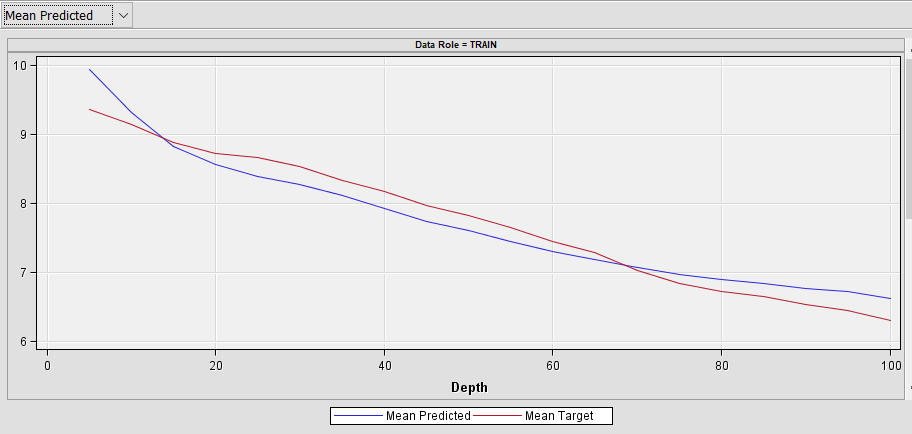 Mean Predicted
Data Role = TRAIN
10
9
8
7
6
0 20 40 60 80 100
Depth
Mean Predicted Mean Target